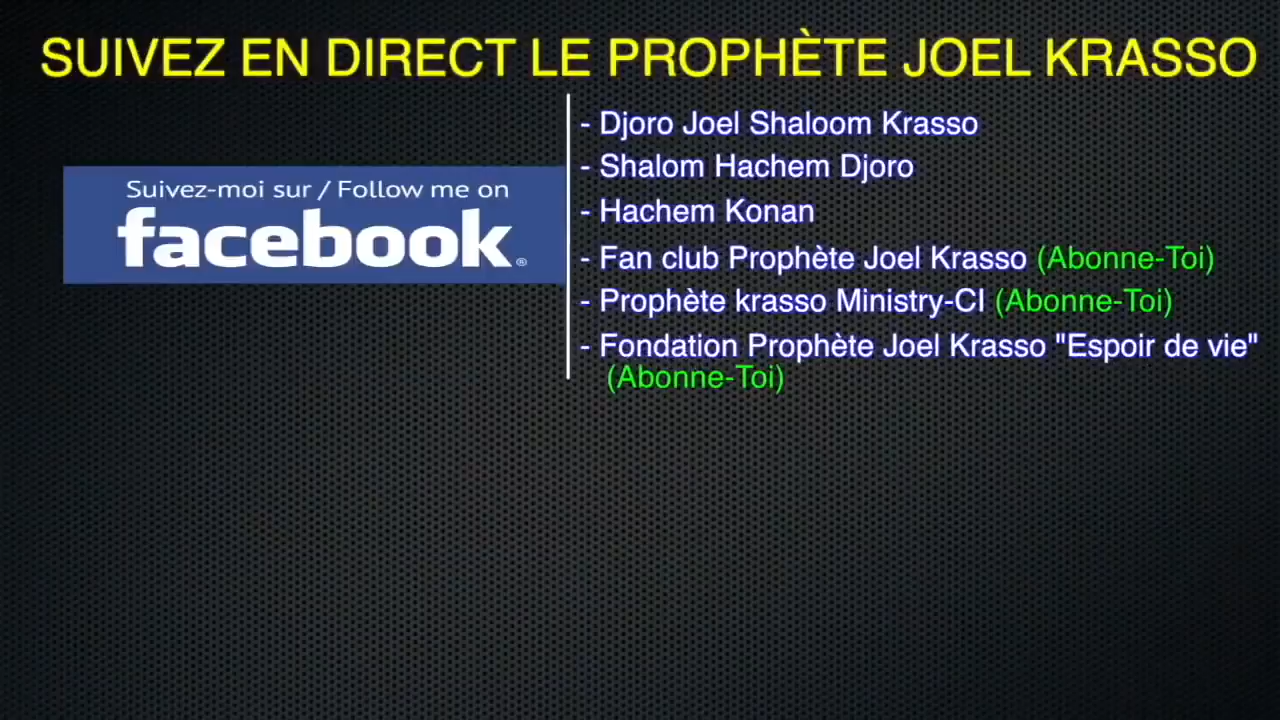 SUIVEZ EN DIRECT LE PROPHÈTE JOEL KRASSO
Suivez-moi sur / Follow me on
facebook®
- Djoro Joel Shaloom Krasso
- Shalom Hachem Djoro
- Hachem Konan
- Fan club Prophète Joel Krasso (Abonne-Toi)
- Prophète krasso Ministry-CI (Abonne-Toi)
- Fondation Prophète Joel Krasso "Espoir de vie"
(Abonne-Toi)